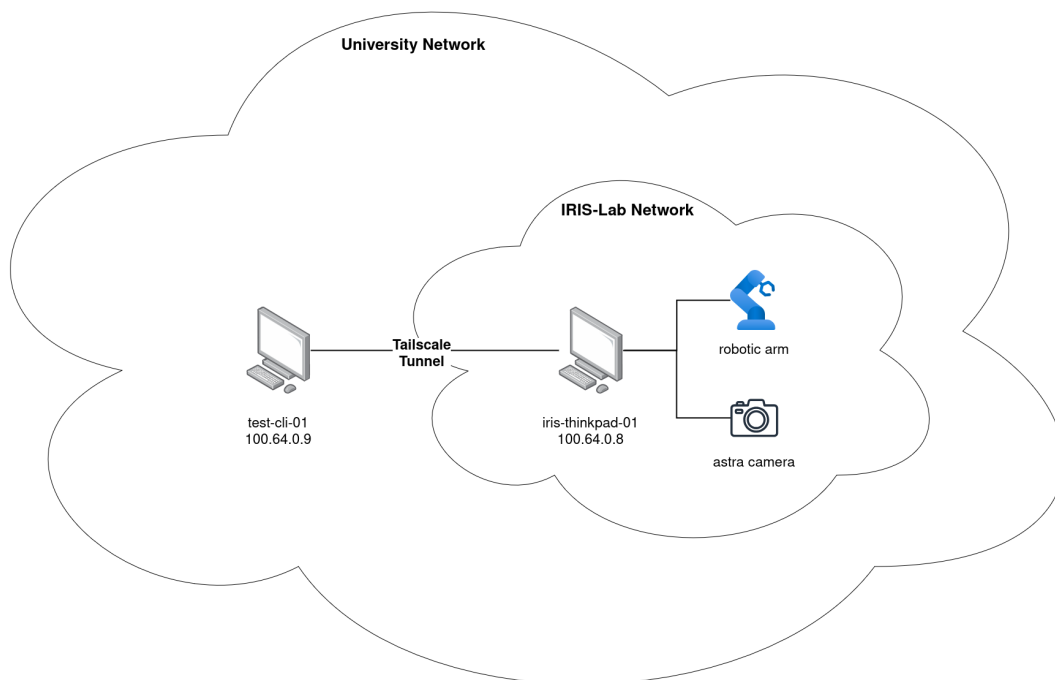 University Network
IRIS-Lab Network
Tailscale
Tunnel
robotic arm
test-cli-01
100.64.0.9
iris-thinkpad-01
100.64.0.8
astra camera